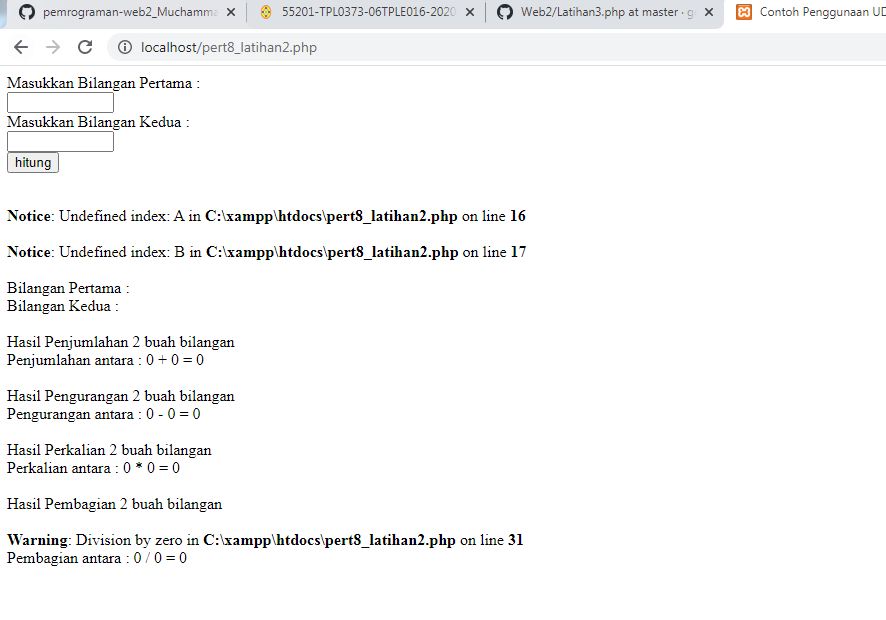 pemrograman-web2_Muchamma
55201-TPL0373-06TPLE016-2020
Web2/Latihan3.php at master · g
Contoh Penggunaan UD
localhost/pert8_latihan2.php
Masukkan Bilangan Pertama :
Masukkan Bilangan Kedua :
hitung
Notice: Undefined index: A in C:\xampp\htdocs\pert8_latihan2.php on line 16
Notice: Undefined index: B in C:\xampp\htdocs\pert8_latihan2.php on line 17
Bilangan Pertama :
Bilangan Kedua :
Hasil Penjumlahan 2 buah bilangan
Penjumlahan antara : 0 + 0 = 0
Hasil Pengurangan 2 buah bilangan
Pengurangan antara : 0 - 0 = 0
Hasil Perkalian 2 buah bilangan
Perkalian antara : 0 * 0 = 0
Hasil Pembagian 2 buah bilangan
Warning: Division by zero in C:\xampp\htdocs\pert8_latihan2.php on line 31
Pembagian antara : 0 / 0 = 0